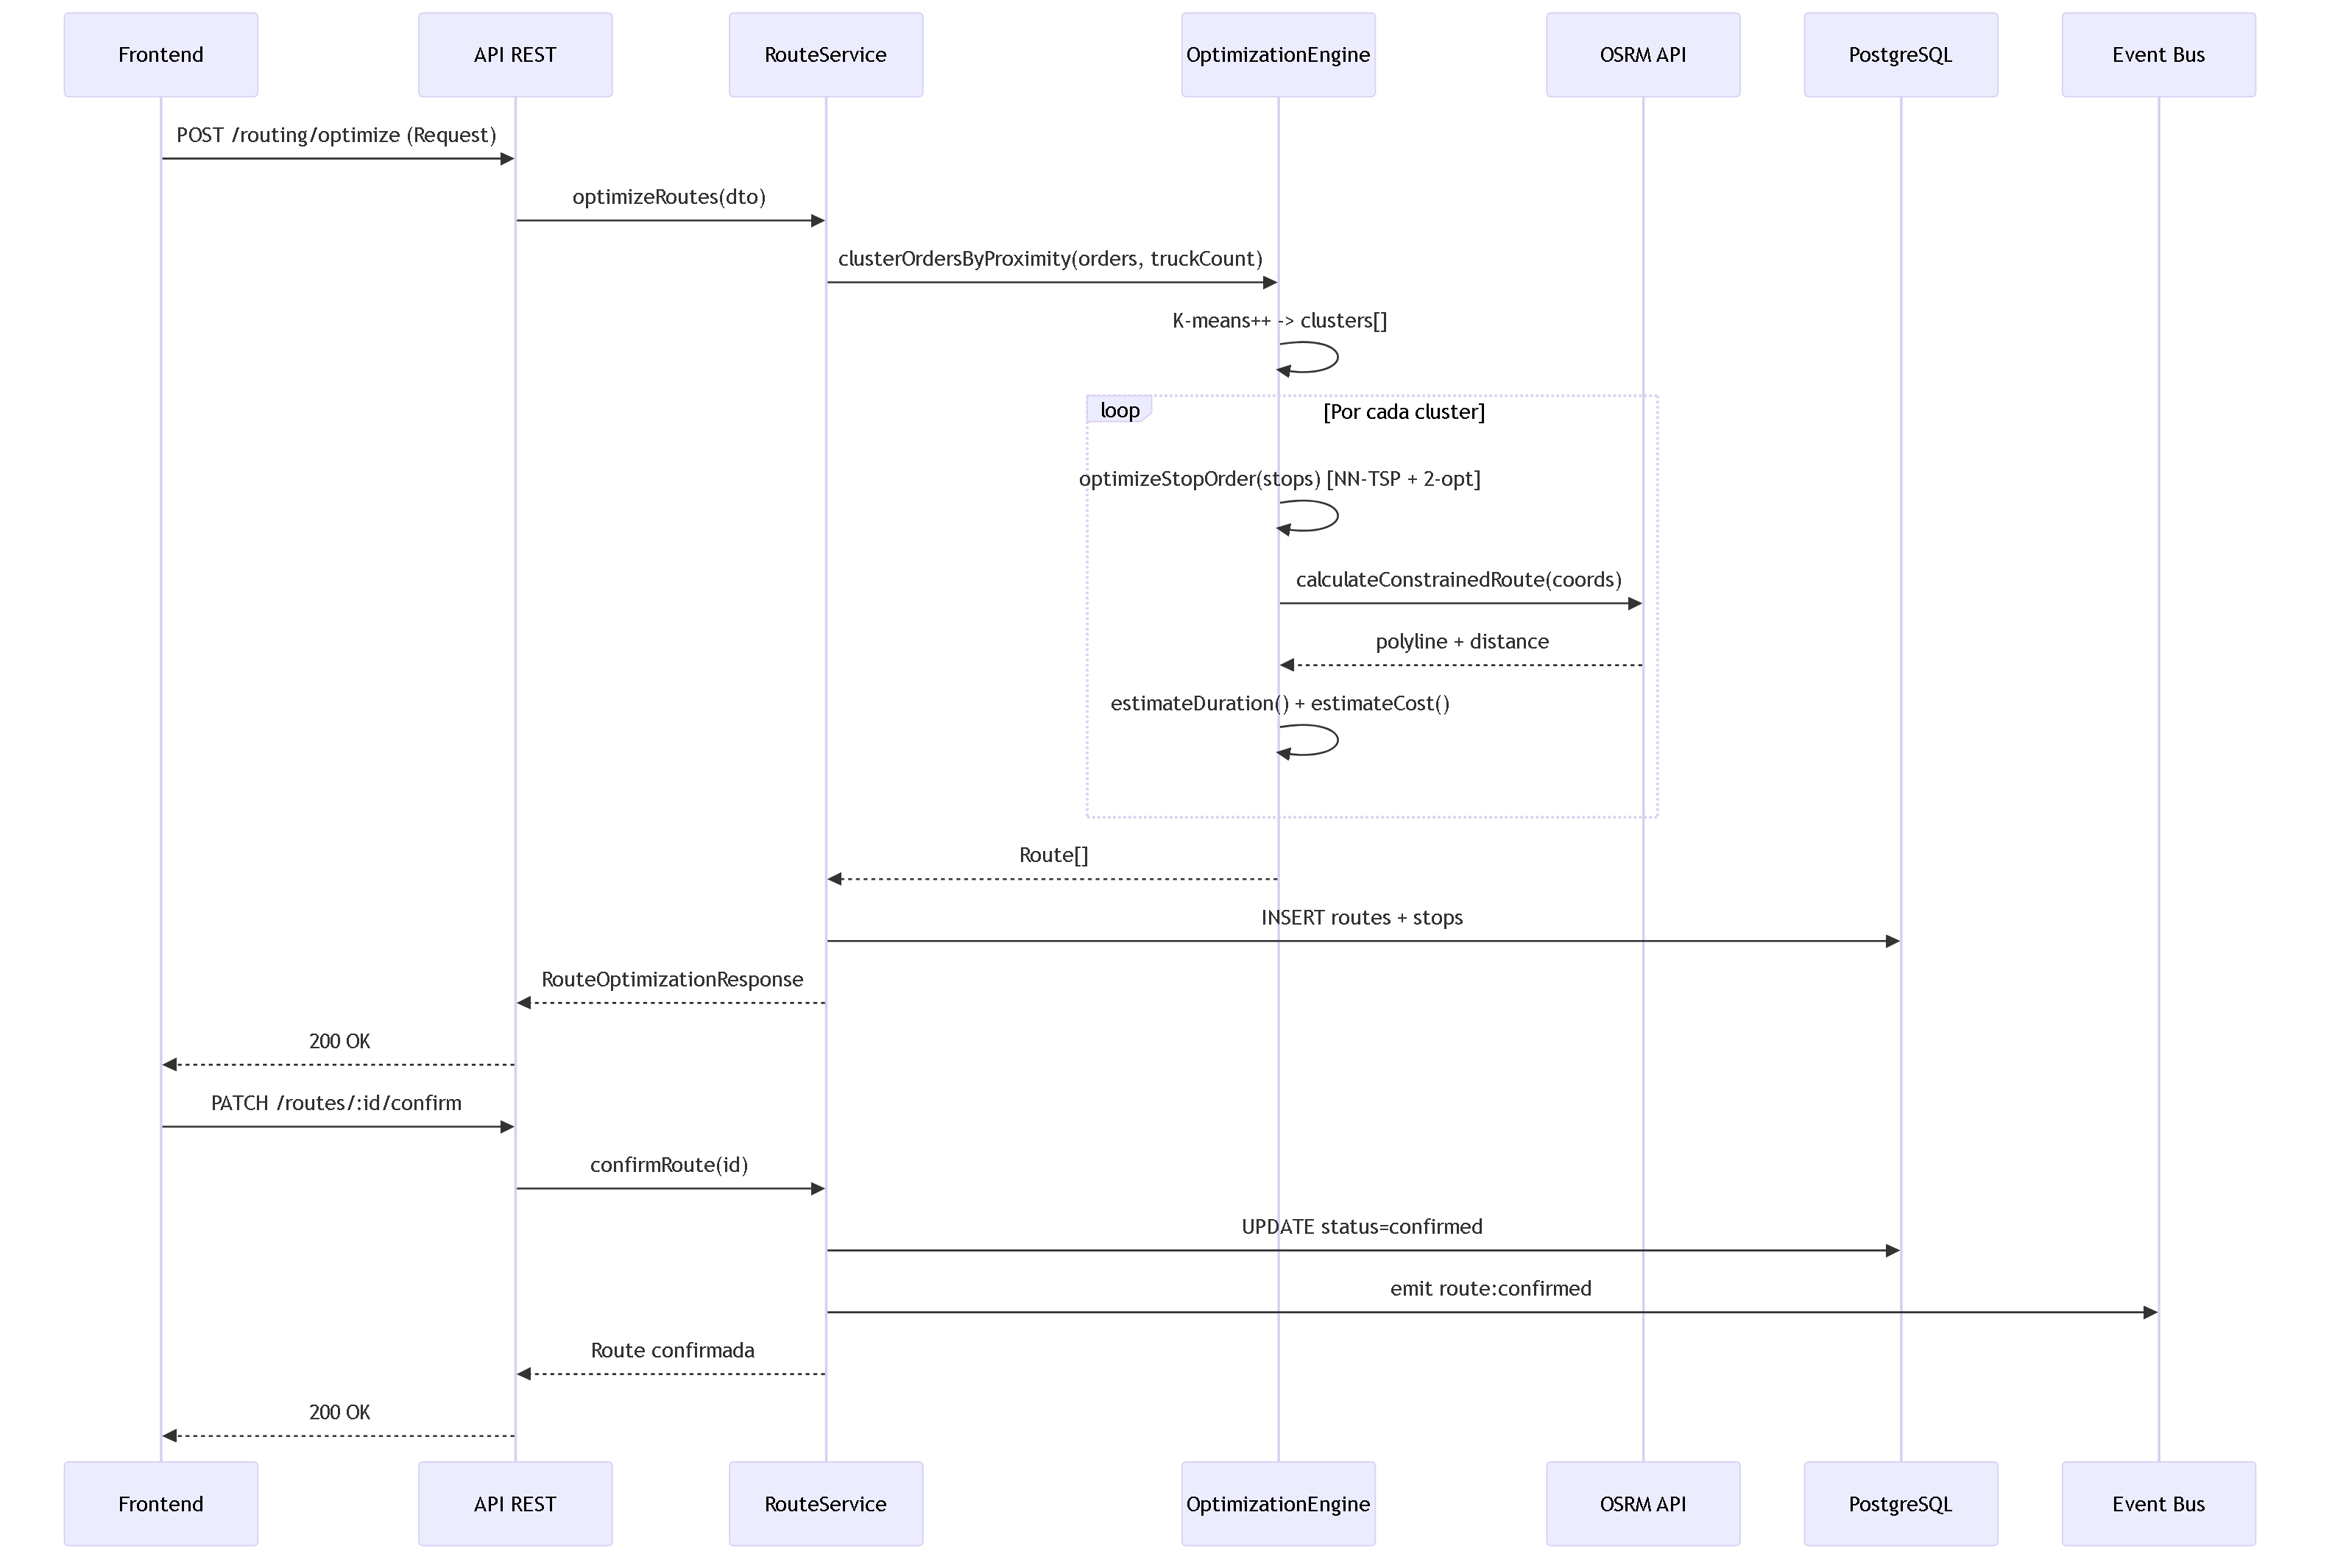 Frontend
API REST
RouteService
OptimizationEngine
OSRM API
PostgreSQL
Event Bus
POST /routing/optimize (Request)
optimizeRoutes(dto)
clusterOrdersByProximity(orders, truckCount)
K-means++ -> clusters[]
loop
[Por cada cluster]
optimizeStopOrder(stops) [NN-TSP + 2-opt]
calculateConstrainedRoute(coords)
polyline + distance
estimateDuration() + estimateCost()
Route[]
INSERT routes + stops
RouteOptimizationResponse
200 OK
PATCH /routes/:id/confirm
confirmRoute(id)
UPDATE status=confirmed
emit route:confirmed
Route confirmada
200 OK
Frontend
API REST
RouteService
OptimizationEngine
OSRM API
PostgreSQL
Event Bus